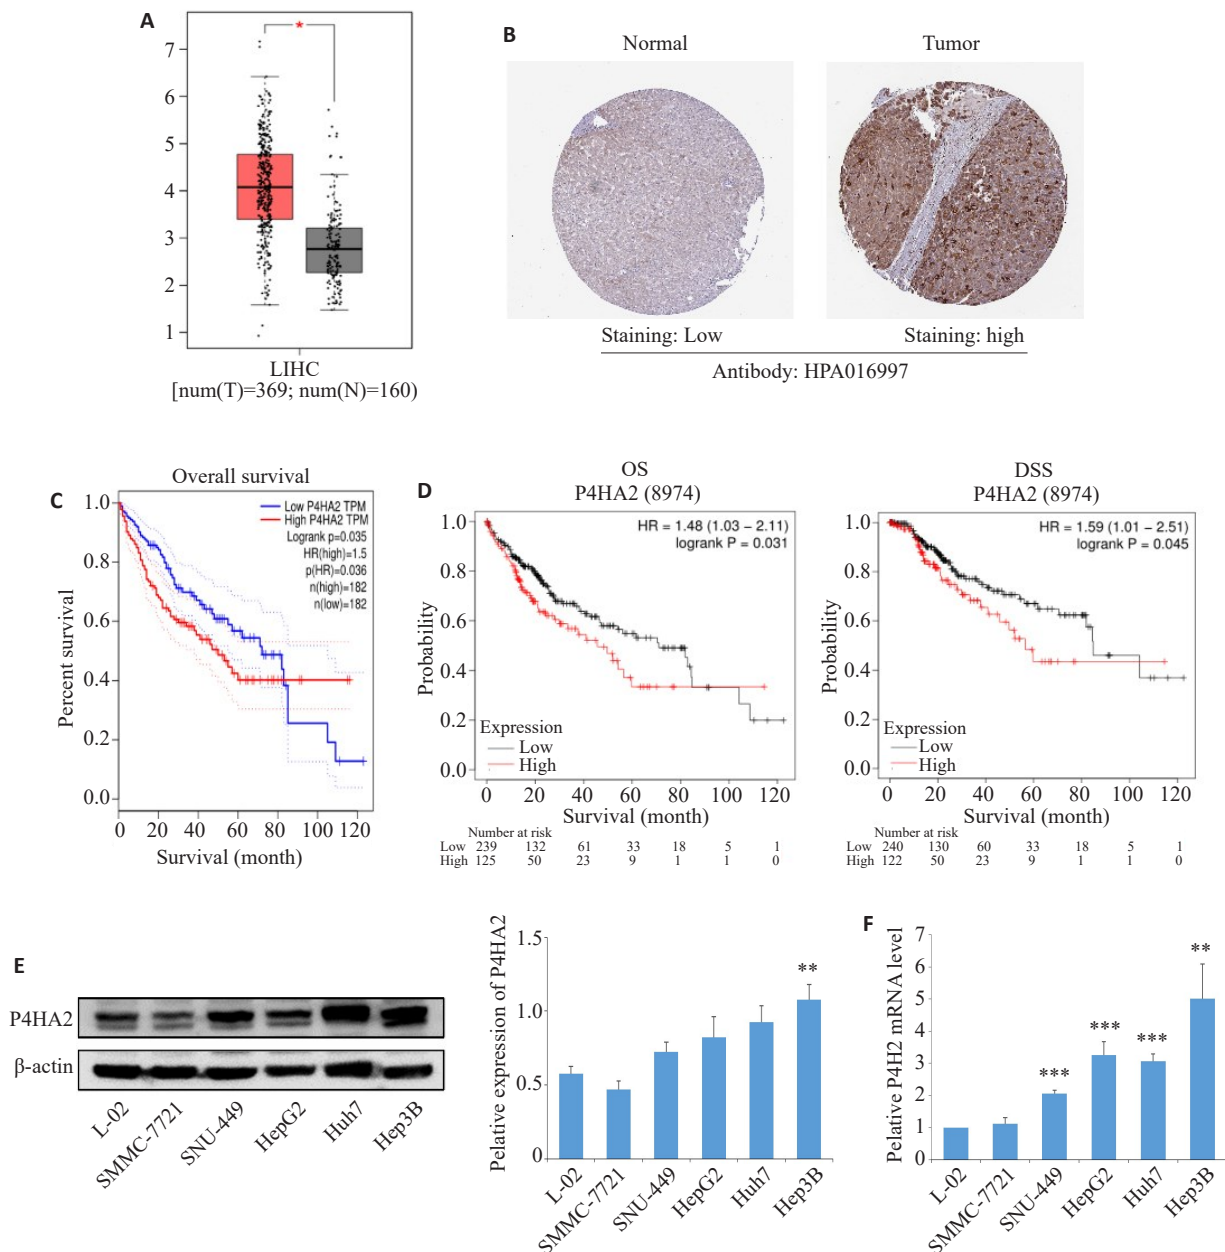 A
*
7
6
5
4
3
2
1
LIHC
[num(T)=369; num(N)=160)
B
Normal
Tumor
Staining: Low
Staining: high
Antibody: HPA016997
C
Overall survival
Low P4HA2 TPM
High P4HA2 TPM
Logrank p=0.035
HR(high)=1.5
p(HR)=0.036
n(high)=182
n(low)=182
Percent survival
1.0
0.8
0.6
0.4
0.2
0.0
0 20 40 60 80 100 120
Survival (month)
D
OS
P4HA2 (8974)
HR = 1.48 (1.03 − 2.11)
logrank P = 0.031
Probability
1.0
0.8
0.6
0.4
0.2
0.0
Expression
Low
High
0 20 40 60 80 100 120
Survival (month)
Number at risk
Low 239 132 61 33 18 5 1
High 125 50 23 9 1 1 0
DSS
P4HA2 (8974)
HR = 1.59 (1.01 − 2.51)
logrank P = 0.045
Probability
1.0
0.8
0.6
0.4
0.2
0.0
Expression
Low
High
0 20 40 60 80 100 120
Survival (month)
Number at risk
Low 240 130 60 33 18 5 1
High 122 50 23 9 1 1 0
E
P4HA2
β-actin
L-02
SMMC-7721
SNU-449
HepG2
Huh7
Hep3B
Pelative expression of P4HA2
1.5
1.0
0.5
0
**
L-02
SMMC-7721
SNU-449
HepG2
Huh7
Hep3B
F
Pelative P4H2 mRNA level
7
6
5
4
3
2
1
0
***
***
***
**
L-02
SMMC-7721
SNU-449
HepG2
Huh7
Hep3B